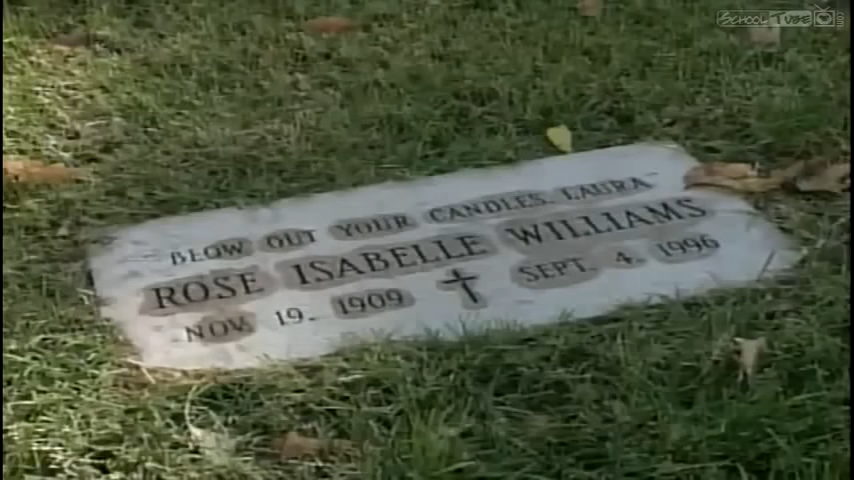 SCHOOLTUBE
BLOW OUT YOUR CANDLES, LAURA
ROSE ISABELLE WILLIAMS
NOV. 19. 1909 SEPT. 4. 1996